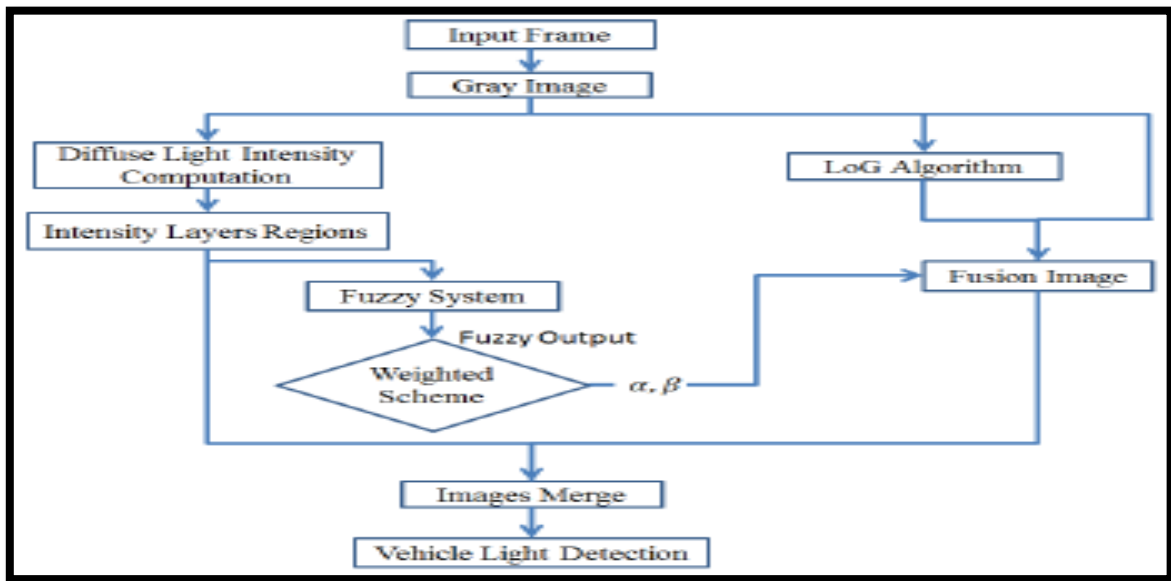 Input Frame
Gray Image
Diffuse Light Intensity
Computation
LoG Algorithm
Intensity Layers Regions
Fusion Image
Fuzzy System
Fuzzy Output
Weighted
Scheme
α, β
Images Merge
Vehicle Light Detection